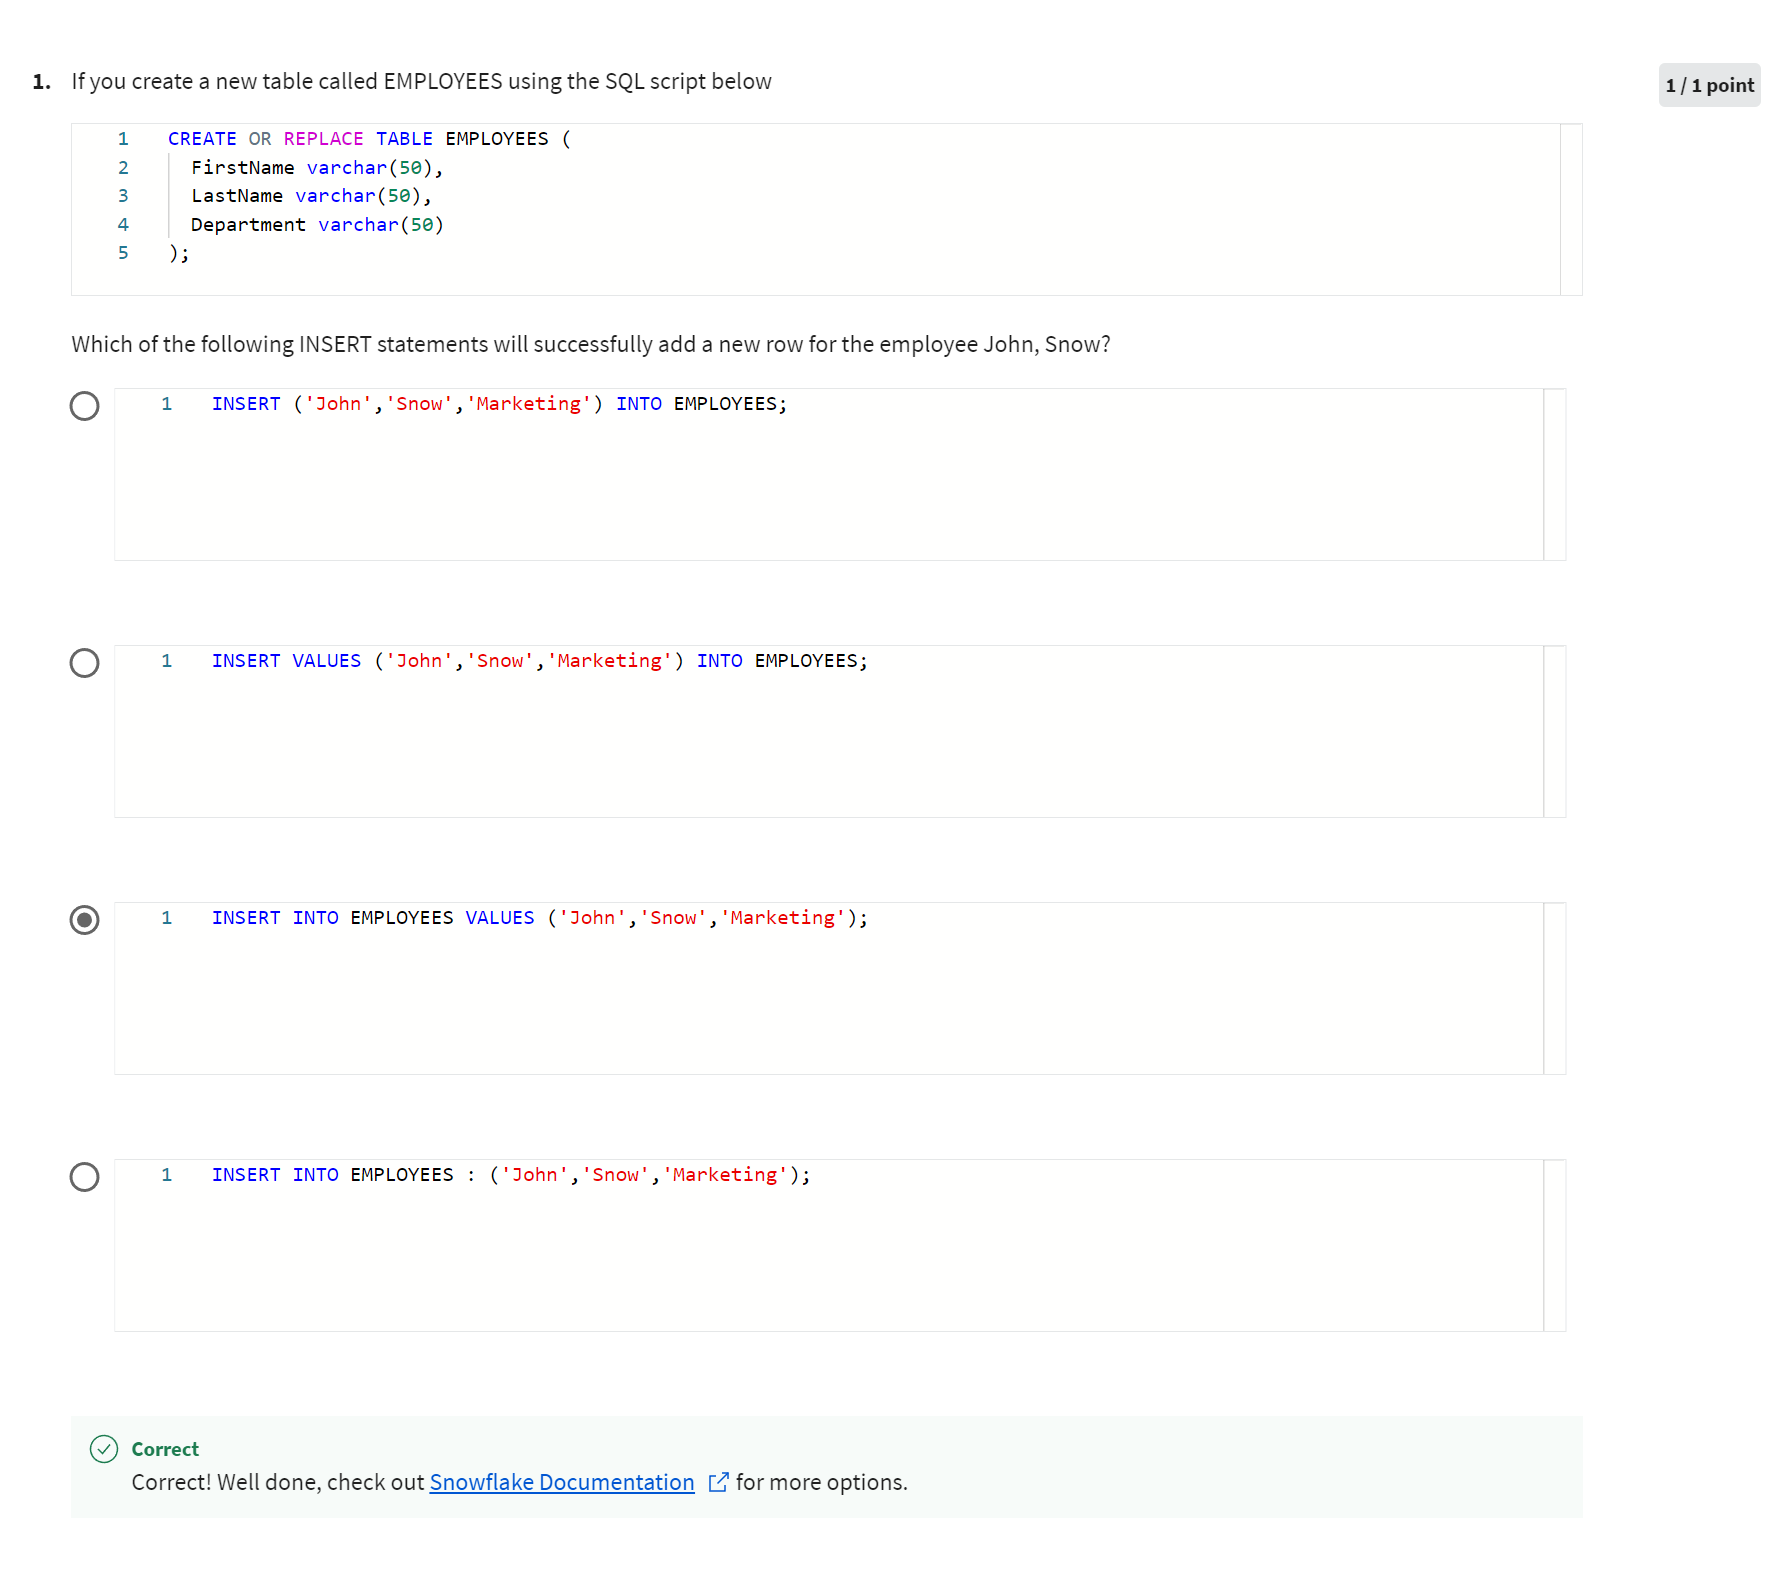 1. If you create a new table called EMPLOYEES using the SQL script below
1 / 1 point
1 CREATE OR REPLACE TABLE EMPLOYEES (
2 FirstName varchar(50),
3 LastName varchar(50),
4 Department varchar(50)
5 );
Which of the following INSERT statements will successfully add a new row for the employee John, Snow?
1 INSERT ('John','Snow','Marketing') INTO EMPLOYEES;
1 INSERT VALUES ('John','Snow','Marketing') INTO EMPLOYEES;
1 INSERT INTO EMPLOYEES VALUES ('John','Snow','Marketing');
1 INSERT INTO EMPLOYEES : ('John','Snow','Marketing');
Correct
Correct! Well done, check out Snowflake Documentation for more options.